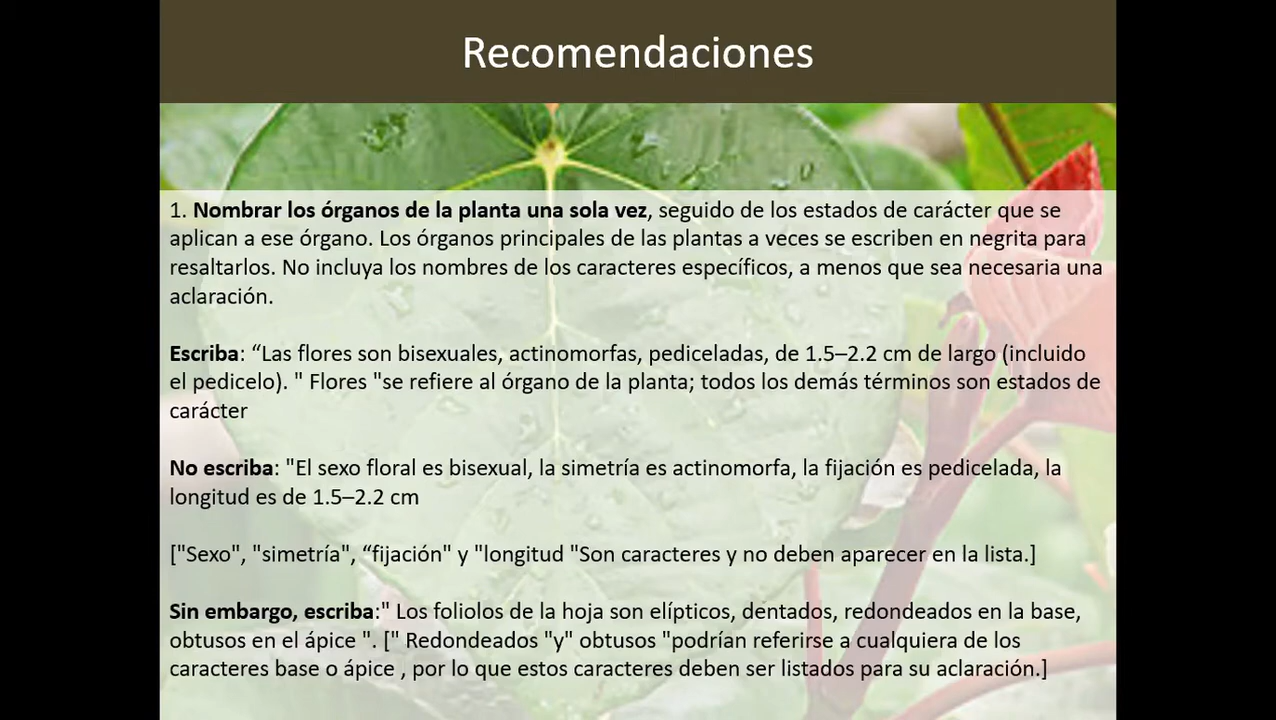 Recomendaciones
1. Nombrar los órganos de la planta una sola vez, seguido de los estados de carácter que se
aplican a ese órgano. Los órganos principales de las plantas a veces se escriben en negrita para
resaltarlos. No incluya los nombres de los caracteres específicos, a menos que sea necesaria una
aclaración.
Escriba: “Las flores son bisexuales, actinomorfas, pediceladas, de 1.5–2.2 cm de largo (incluido
el pedicelo). " Flores "se refiere al órgano de la planta; todos los demás términos son estados de
carácter
No escriba: "El sexo floral es bisexual, la simetría es actinomorfa, la fijación es pedicelada, la
longitud es de 1.5–2.2 cm
["Sexo", "simetría", “fijación" y "longitud "Son caracteres y no deben aparecer en la lista.]
Sin embargo, escriba:" Los foliolos de la hoja son elípticos, dentados, redondeados en la base,
obtusos en el ápice ". [" Redondeados "y" obtusos "podrían referirse a cualquiera de los
caracteres base o ápice , por lo que estos caracteres deben ser listados para su aclaración.]